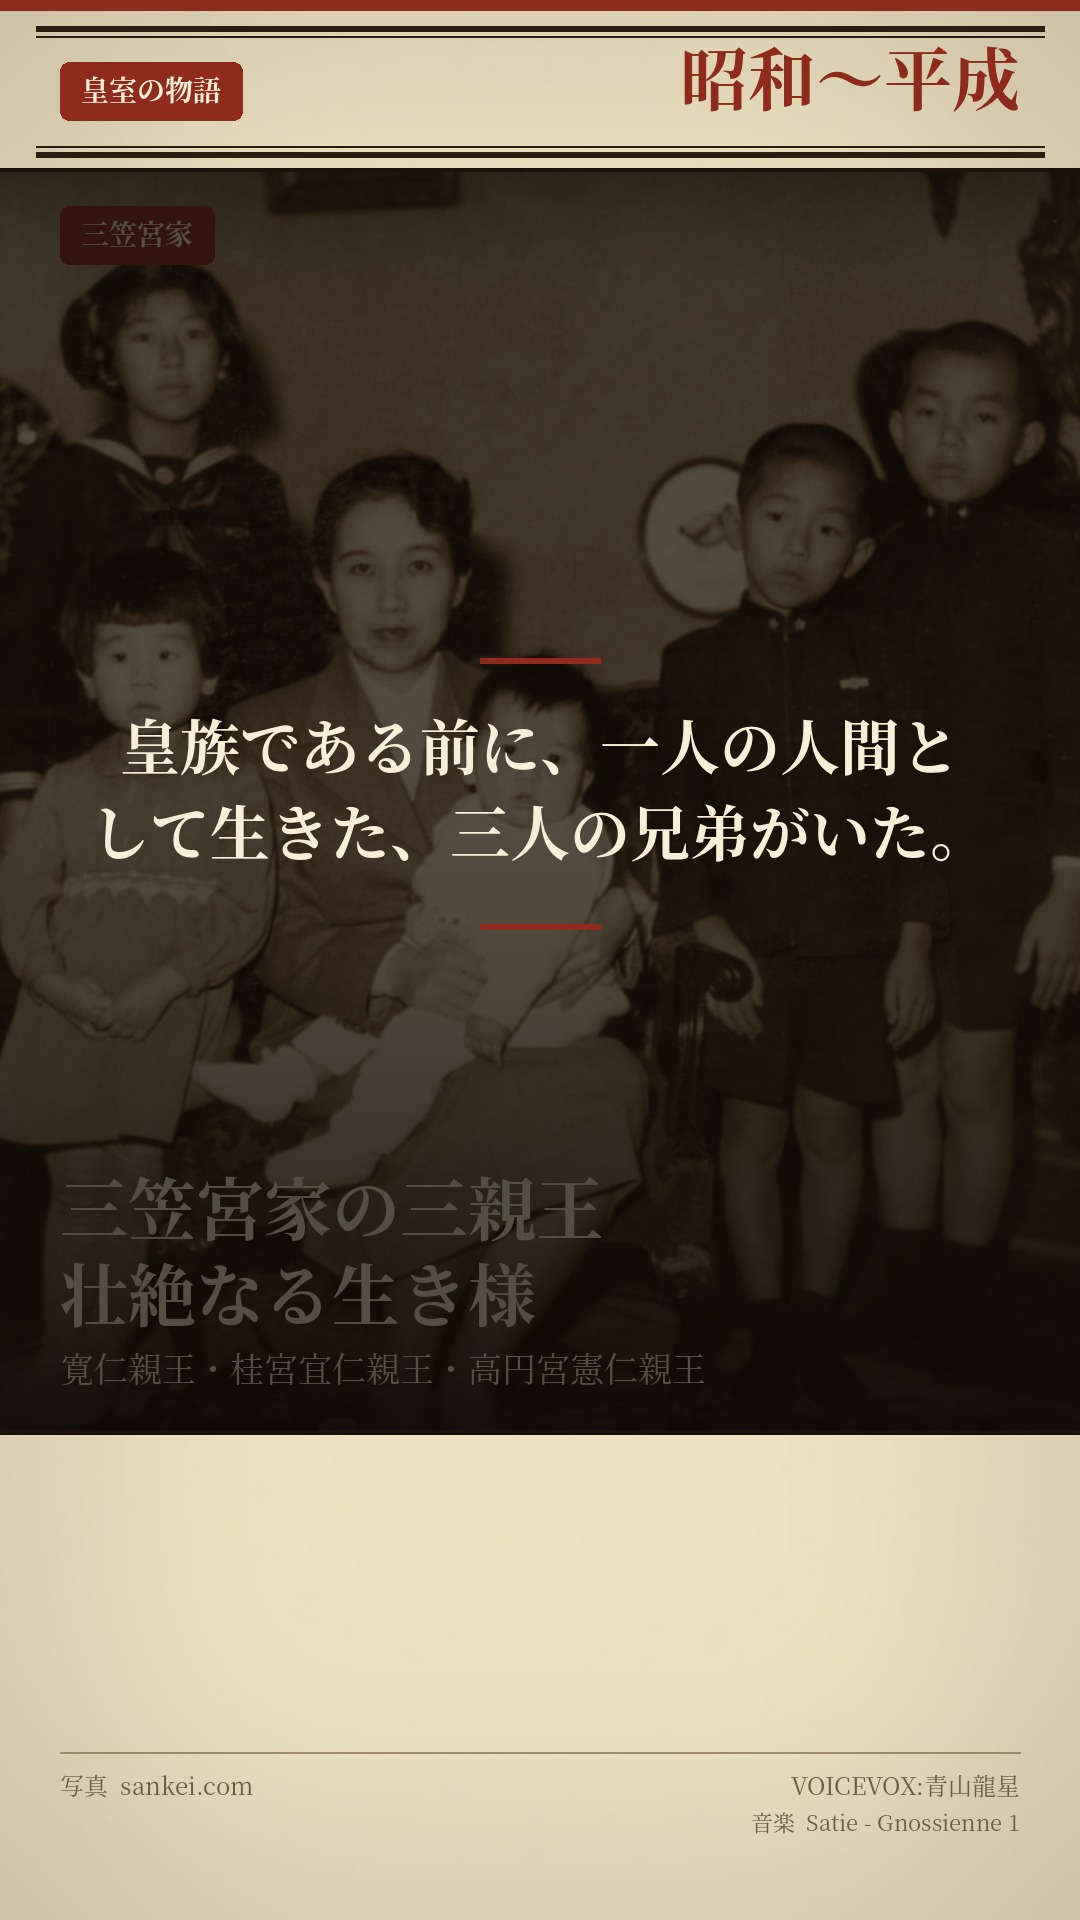 皇室の物語
昭和〜平成
三笠宮家
皇族である前に、一人の人間と
して生きた、三人の兄弟がいた。
三笠宮家の三親王
壮絶なる生き様
寛仁親王・桂宮宜仁親王・高円宮憲仁親王
写真 sankei.com
VOICEVOX:青山龍星
音楽 Satie - Gnossienne 1